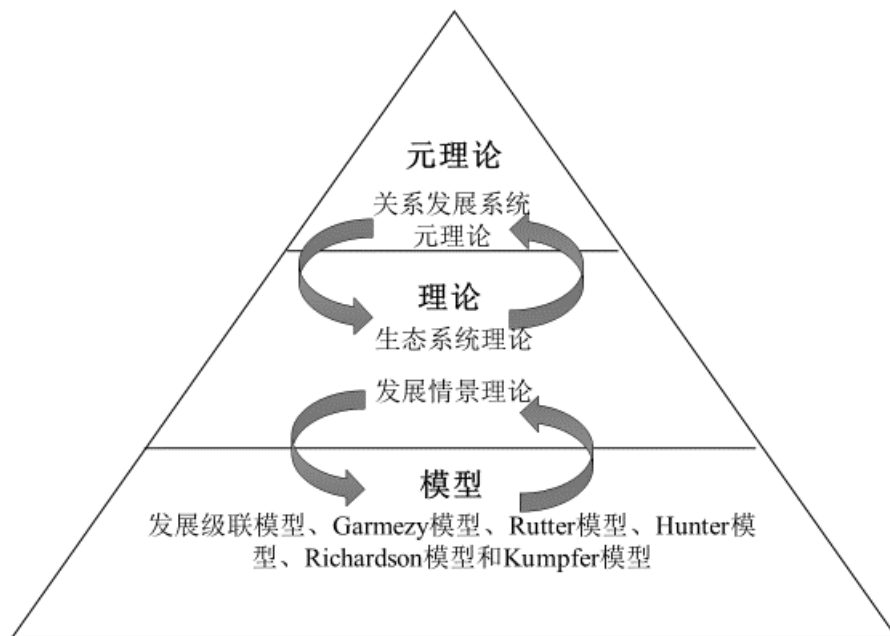 元理论
关系发展系统
元理论
理论
生态系统理论
发展情景理论
模型
发展级联模型、Garmezy模型、Rutter模型、Hunter模
型、Richardson模型和Kumpfer模型